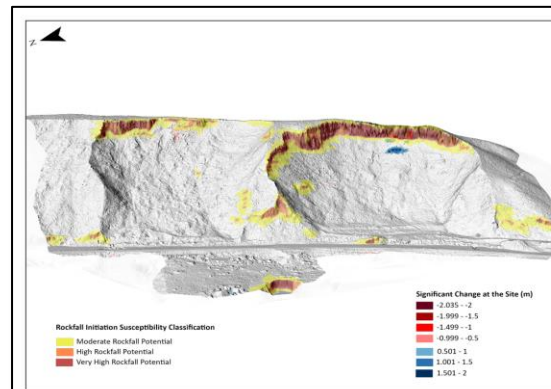 N
Rockfall Initiation Susceptibility Classification
Moderate Rockfall Potential
High Rockfall Potential
Very High Rockfall Potential
Significant Change at the Site (m)
-2.035 - -2
-1.999 - -1.5
-1.499 - -1
-0.999 - -0.5
0.501 - 1
1.001 - 1.5
1.501 - 2